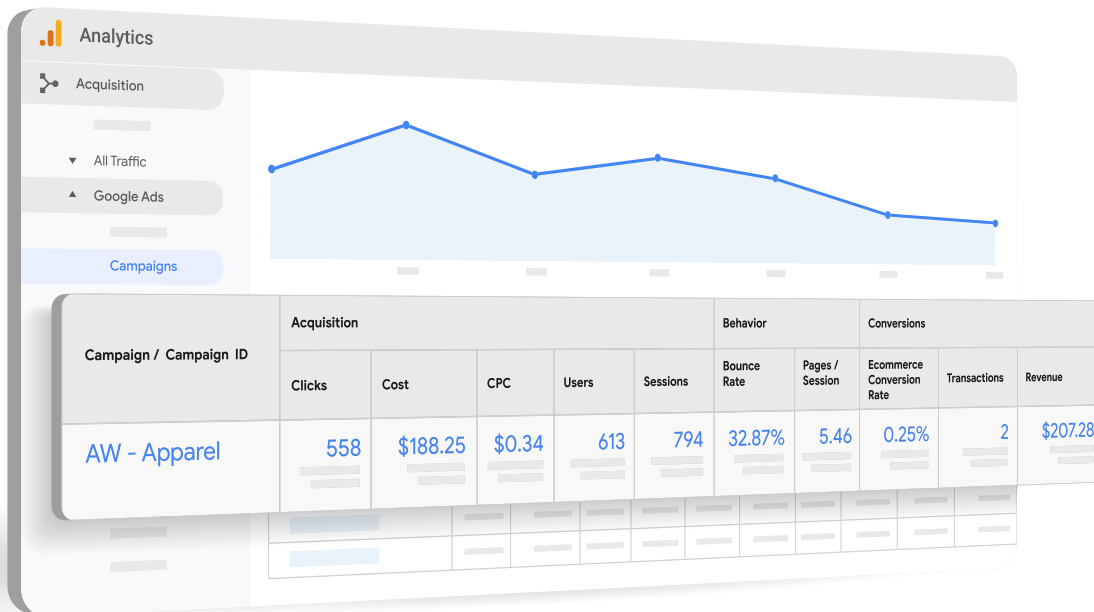 Analytics
Acquisition
All Traffic
Google Ads
Campaigns
Campaign / Campaign ID
Acquisition
Behavior
Conversions
Clicks
Cost
CPC
Users
Sessions
Bounce
Rate
Pages /
Session
Ecommerce
Conversion
Rate
Transactions
Revenue
AW - Apparel
558
$188.25
$0.34
613
794
32.87%
5.46
0.25%
2
$207.28